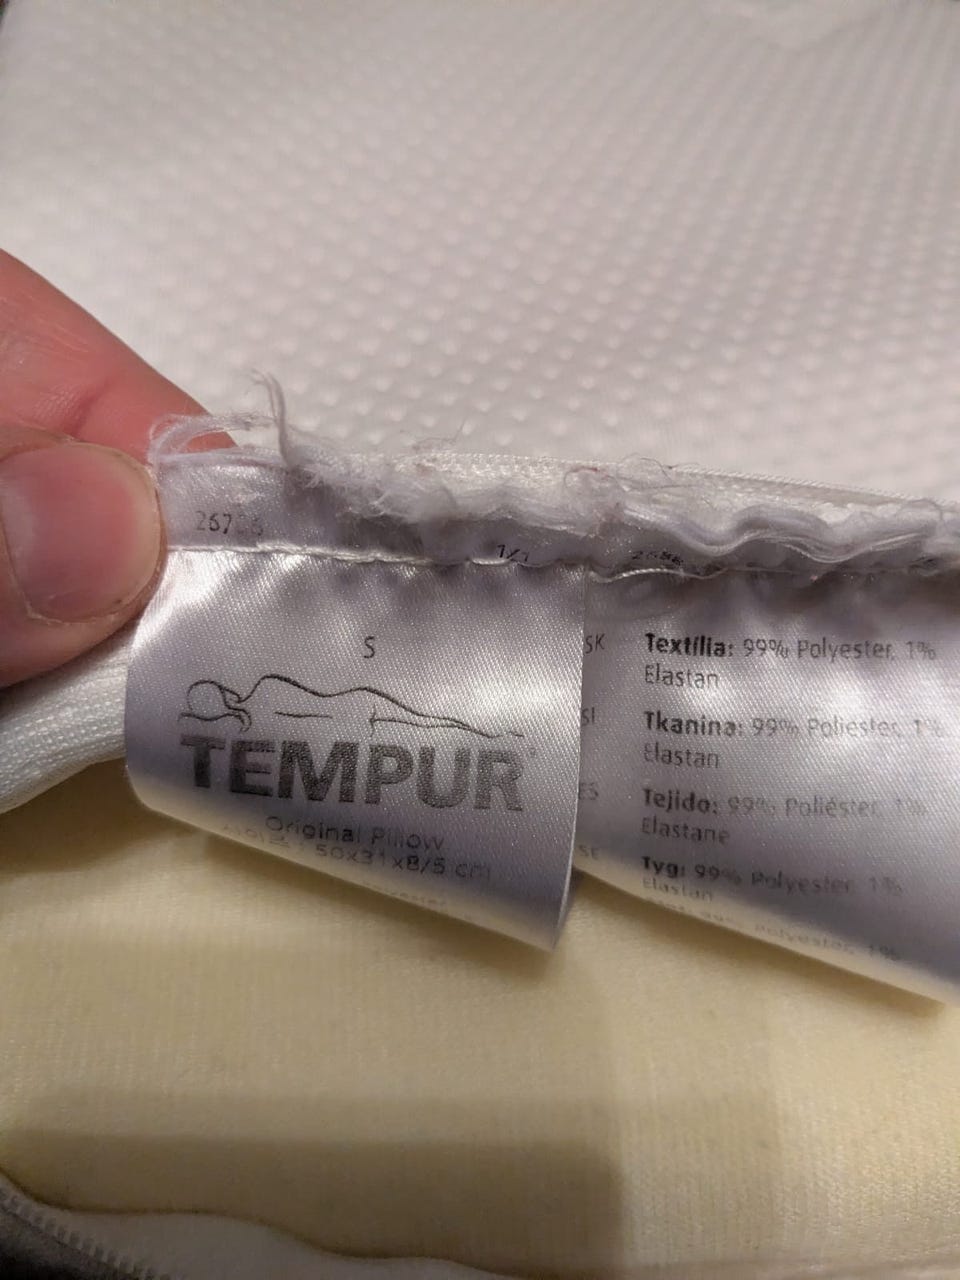 1/1
S
TEMPUR
Original Pillow
50x31x8/5 cm
SK Textília: 99% Polyester, 1%
Elastan
SI Tkanina: 99% Poliester, 1%
Elastan
ES Tejido: 99% Poliéster, 1%
Elastane
SE Tyg: 99% Polyester, 1%
Elastan